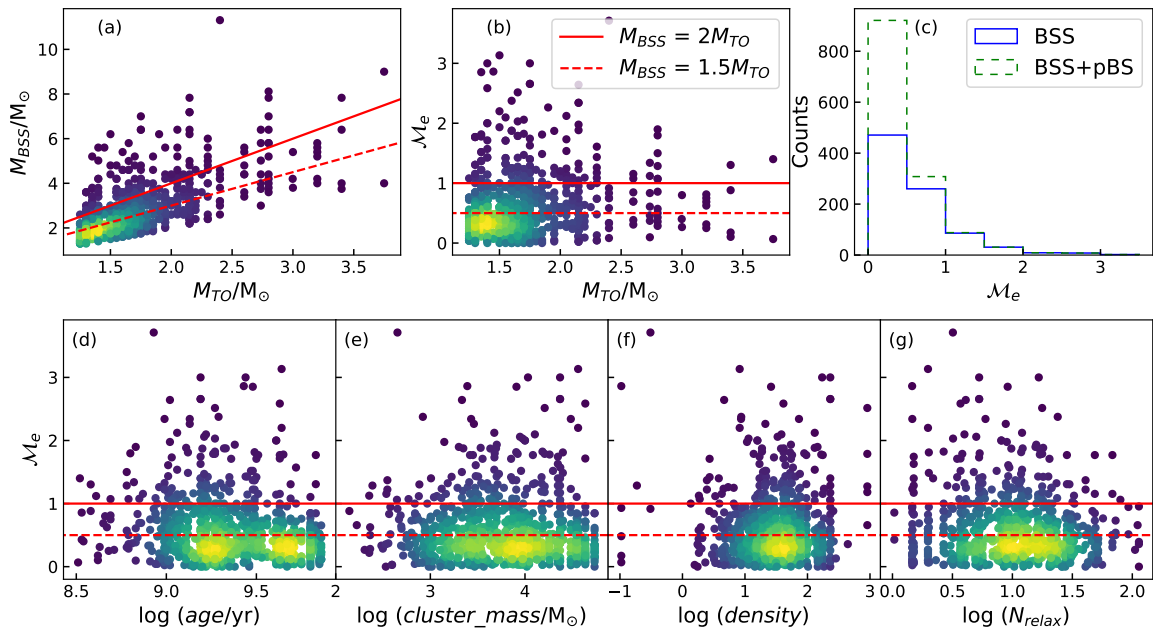 (a)
10
8
6
4
2
1.5 2.0 2.5 3.0 3.5
M_BSS/M⊙
M_TO/M⊙
(b)
M_BSS = 2M_TO
M_BSS = 1.5M_TO
4
3
2
1
0
1.5 2.0 2.5 3.0 3.5
ℳ_e
M_TO/M⊙
(c)
BSS
BSS+pBS
800
600
400
200
0
0 1 2 3
Counts
ℳ_e
(d)
4
3
2
1
0
8.5 9.0 9.5
ℳ_e
log (age/yr)
(e)
2 3 4
log (cluster_mass/M⊙)
(f)
−1 0 1 2 3
log (density)
(g)
0.0 0.5 1.0 1.5 2.0
log (N_relax)